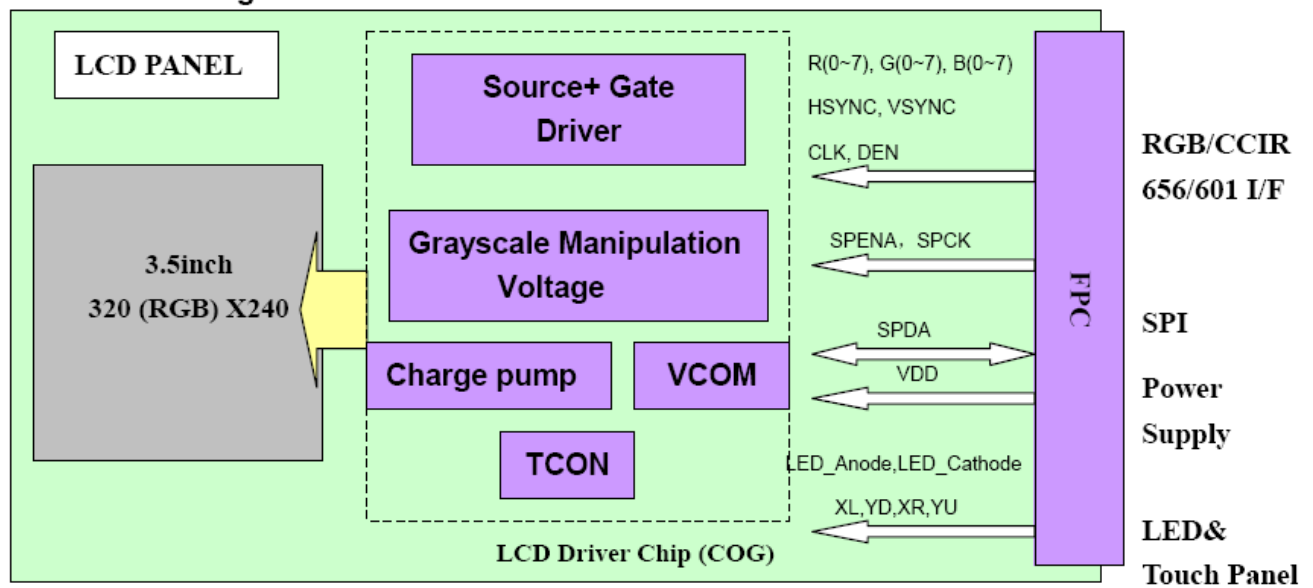 LCD PANEL
3.5inch
320 (RGB) X240
Source+ Gate
Driver
Grayscale Manipulation
Voltage
Charge pump
VCOM
TCON
LCD Driver Chip (COG)
R(0~7), G(0~7), B(0~7)
HSYNC, VSYNC
CLK, DEN
SPENA，SPCK
SPDA
VDD
LED_Anode,LED_Cathode
XL,YD,XR,YU
FPC
RGB/CCIR
656/601 I/F
SPI
Power
Supply
LED&
Touch Panel